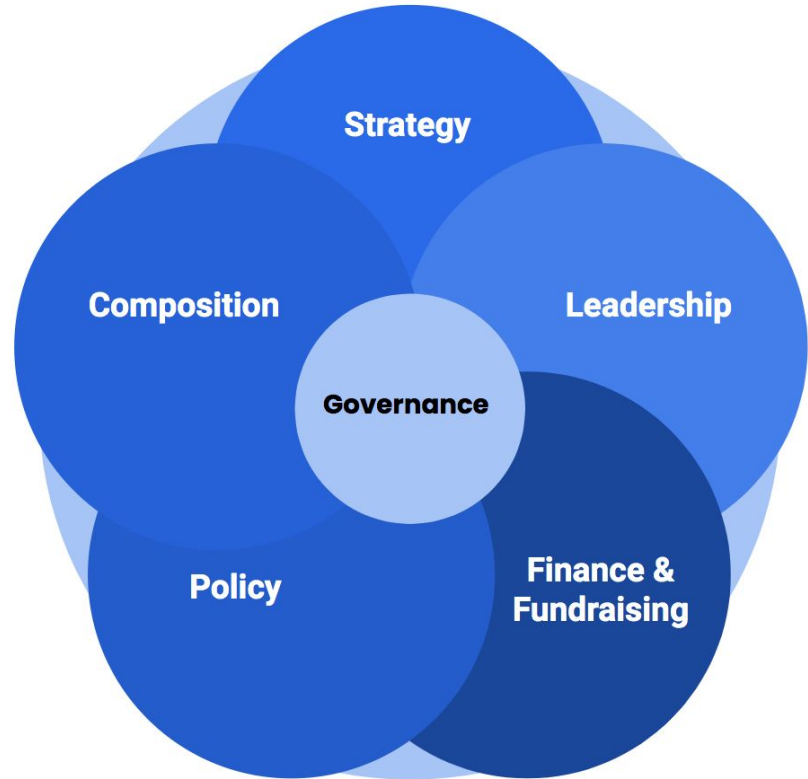 Strategy
Composition
Leadership
Governance
Policy
Finance &
Fundraising